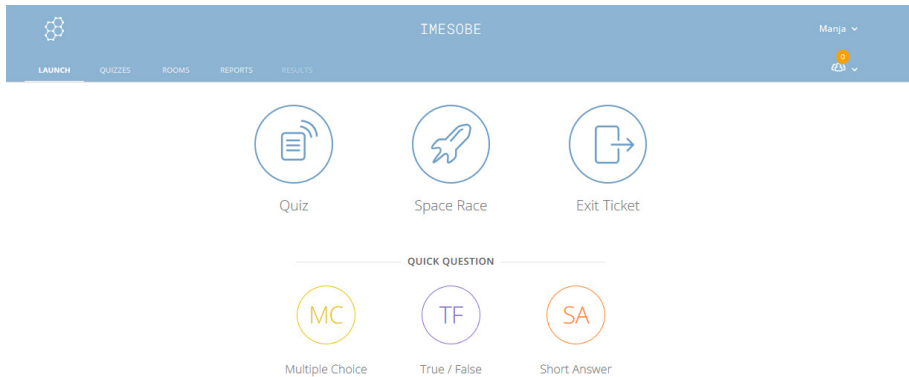 IMESOBE
Manja
LAUNCH QUIZZES ROOMS REPORTS RESULTS
0
Quiz Space Race Exit Ticket
QUICK QUESTION
MC TF SA
Multiple Choice True / False Short Answer